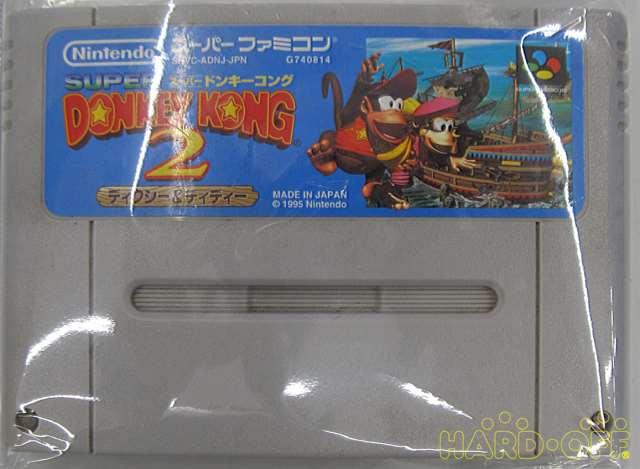 Nintendo
スーパーファミコン
SHVC-ADNJ-JPN G740814
SUPER スーパードンキーコング
DONKEY KONG
2
®
ディクシー&ディディー
MADE IN JAPAN
© 1995 Nintendo
SUPER FAMICOM
HARD·OFF